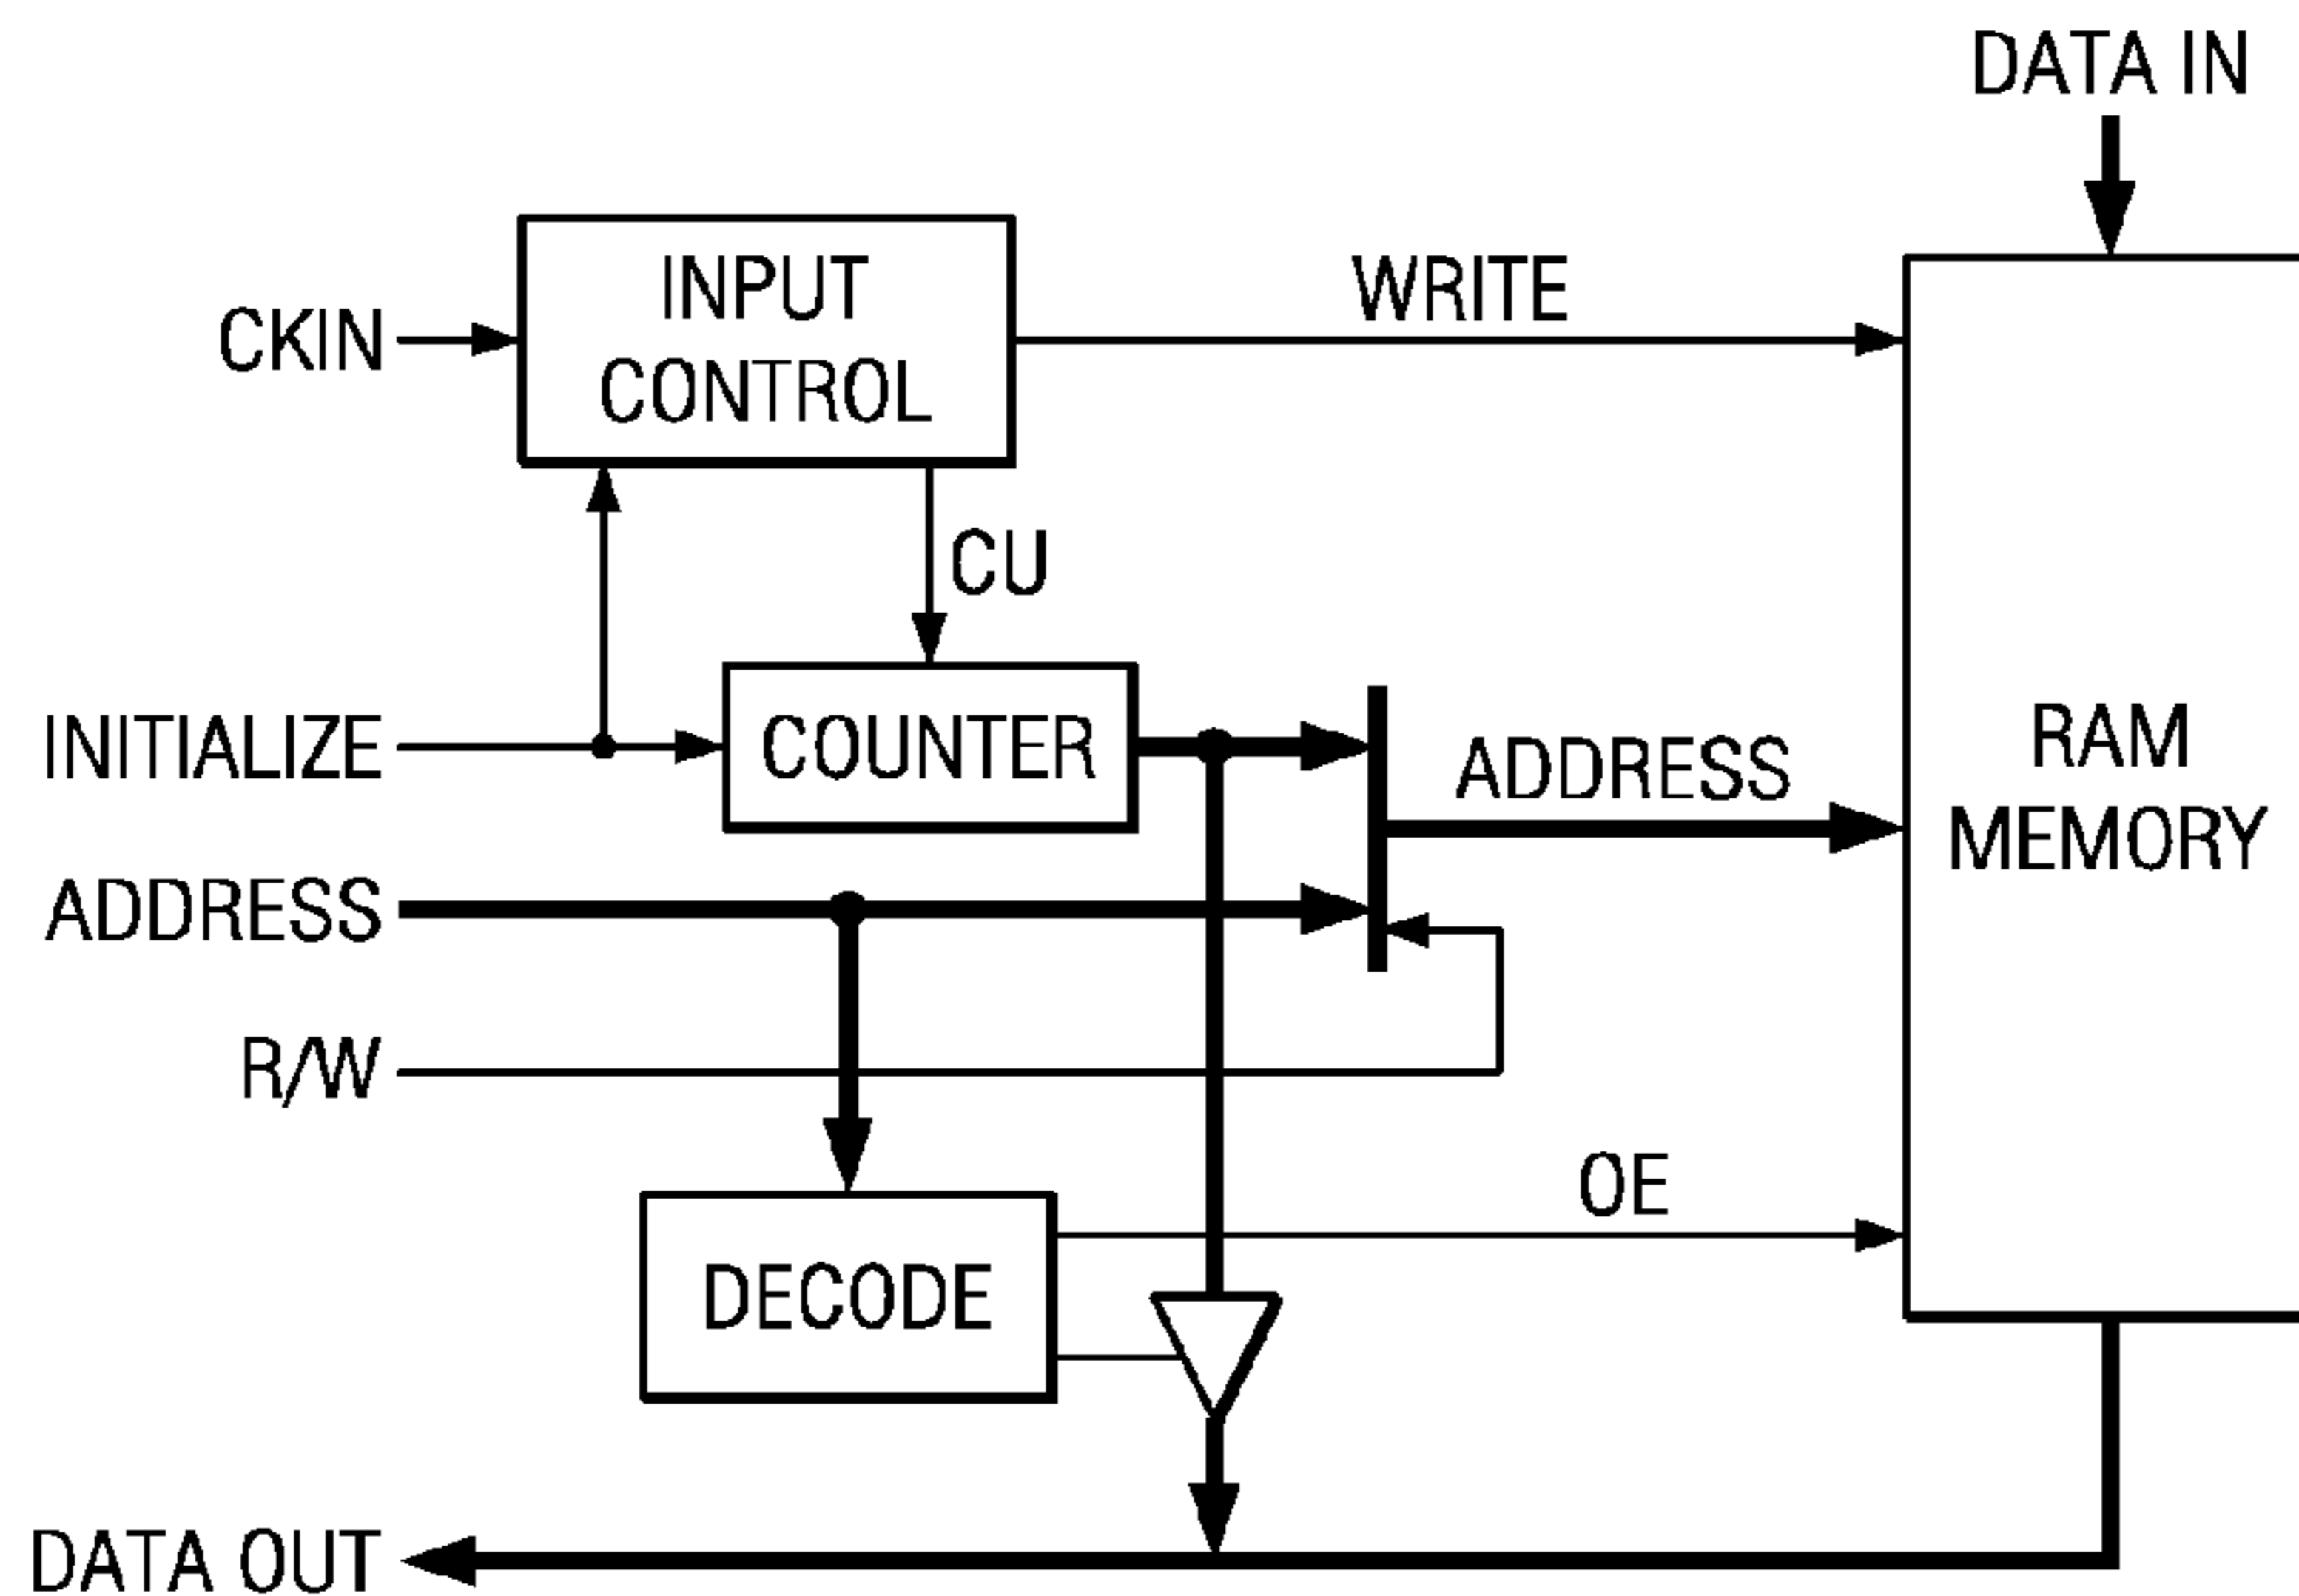 DATA IN
INPUT
CONTROL
CKIN
WRITE
CU
INITIALIZE
COUNTER
ADDRESS
RAM
MEMORY
ADDRESS
R/W
OE
DECODE
DATA OUT